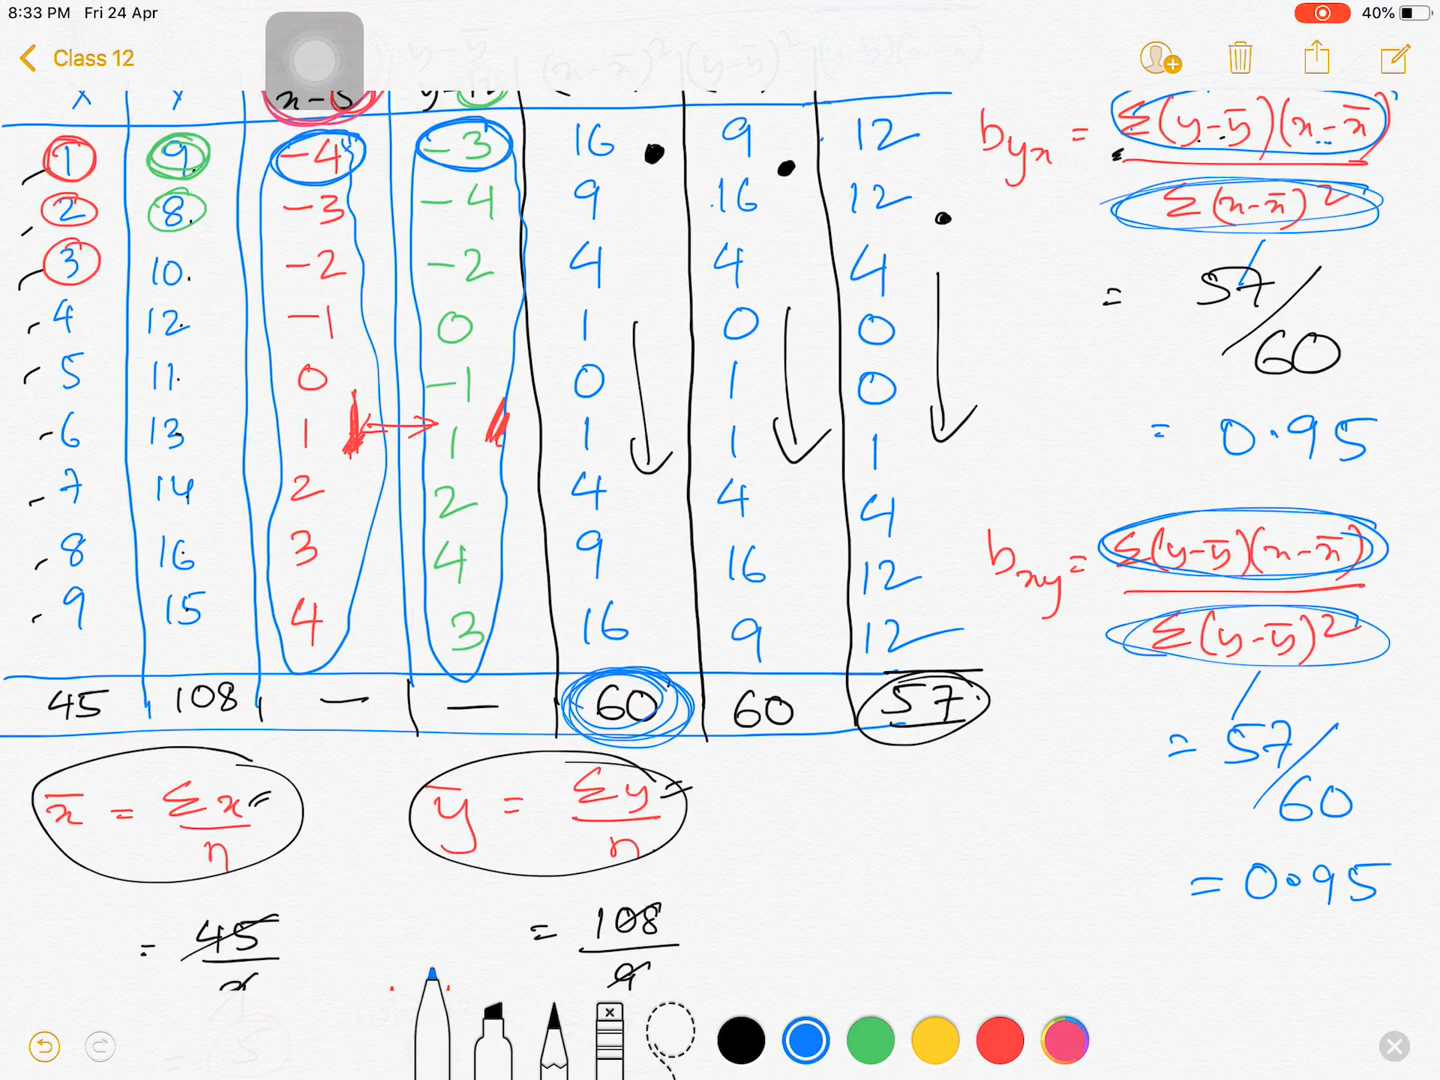 8:33 PM Fri 24 Apr 40%
Class 12
x y x-5 y-12
1 9 -4 -3 16 9 12
2 8 -3 -4 9 16 12
3 10 -2 -2 4 4 4
4 12 -1 0 1 0 0
5 11 0 -1 0 1 0
6 13 1 1 1 1 1
7 14 2 2 4 4 4
8 16 3 4 9 16 12
9 15 4 3 16 9 12
45 108 — — 60 60 57
x̄ = Σx/n
ȳ = Σy/n
= 45/9
= 108/9
byx = Σ(y-ȳ)(x-x̄)
Σ(x-x̄)²
= 57/60
= 0.95
bxy = Σ(y-ȳ)(x-x̄)
Σ(y-ȳ)²
= 57/60
= 0.95